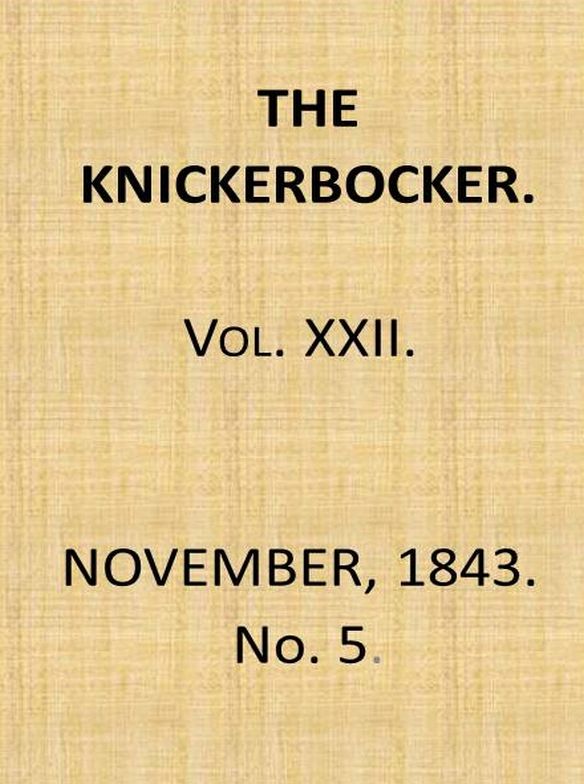 THE
KNICKERBOCKER.
VOL. XXII.
NOVEMBER, 1843.
No. 5.